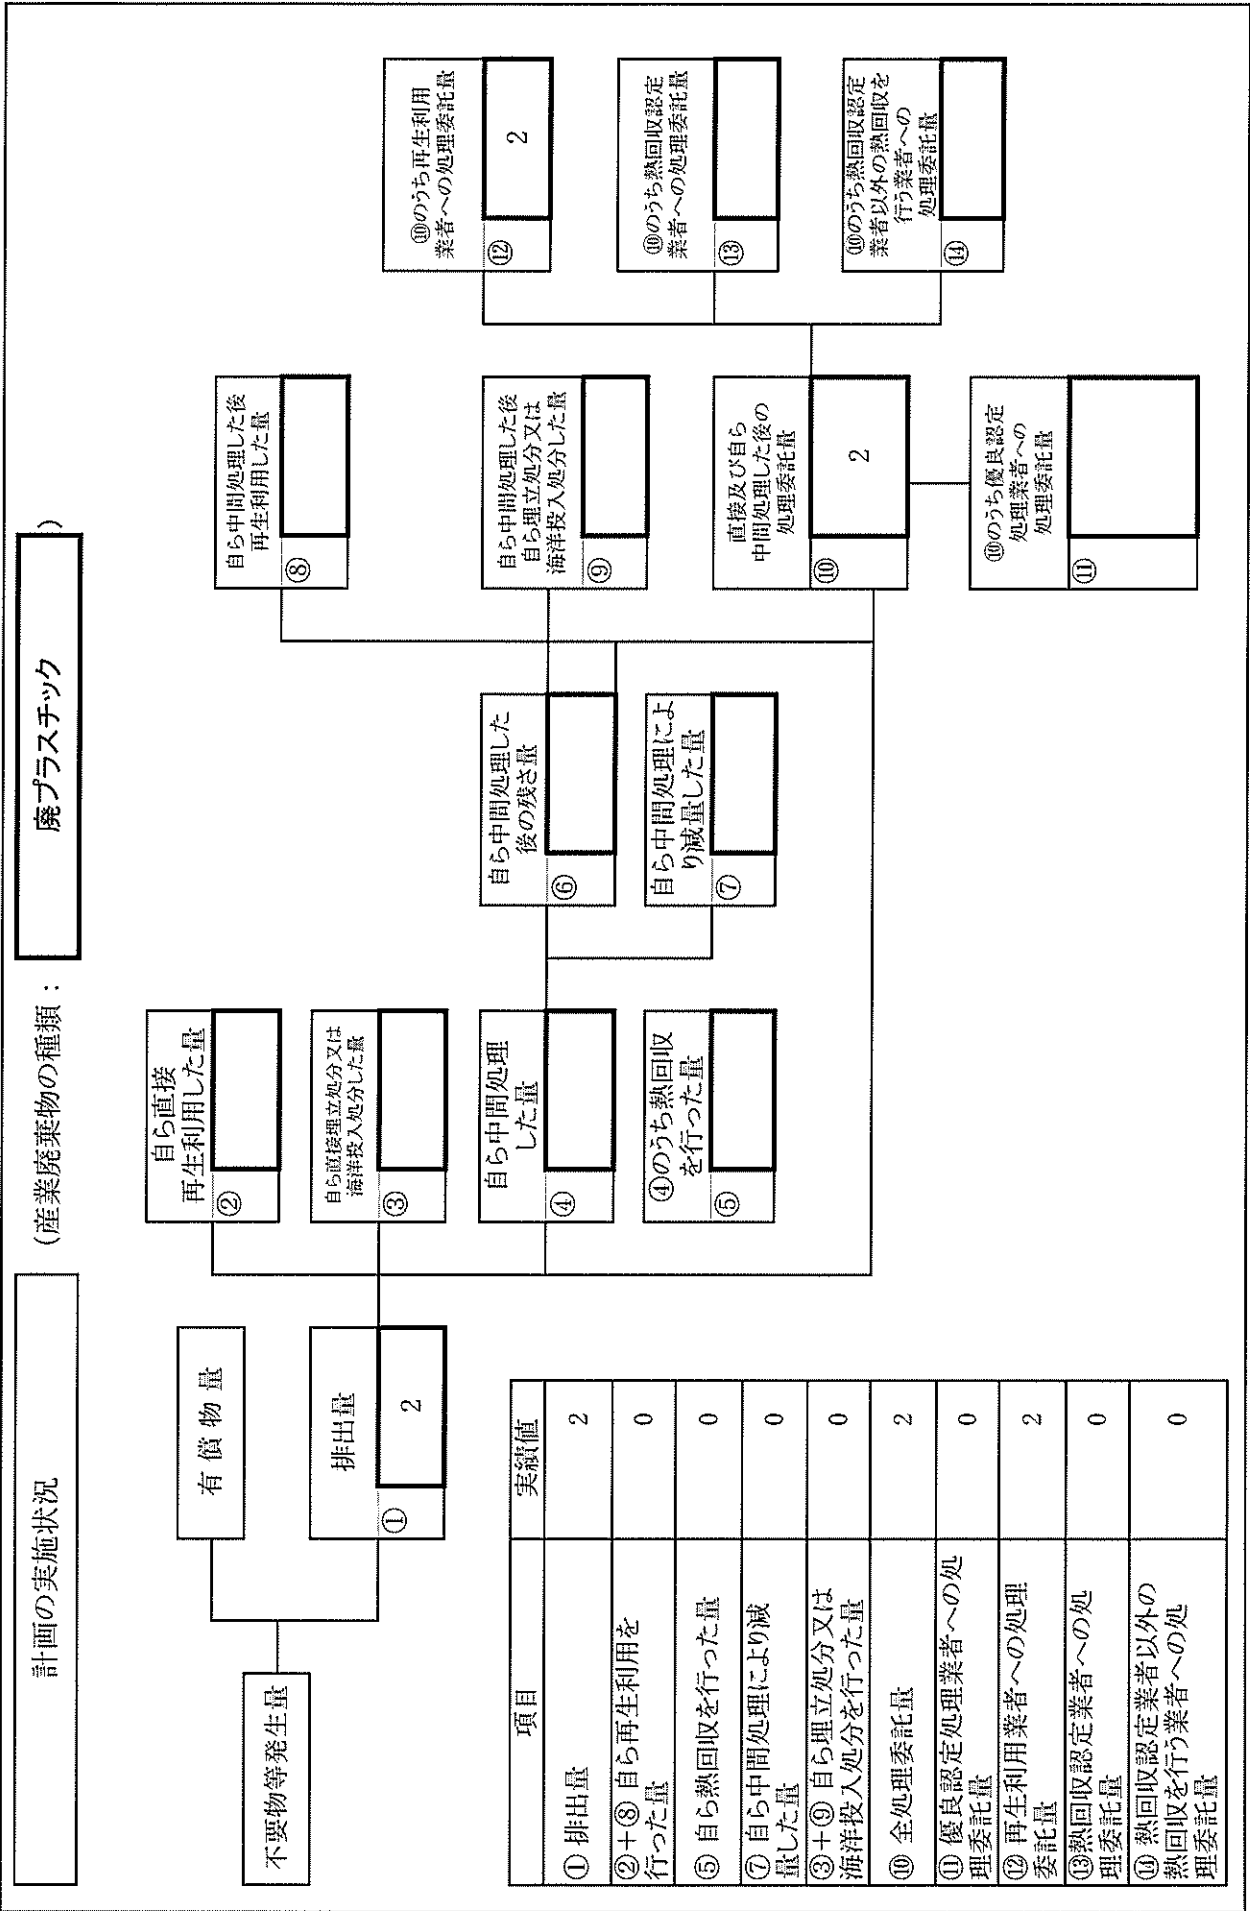 計画の実施状況
(産業廃棄物の種類：
廃プラスチック
)
不要物等発生量
有償物量
排出量
①
2
自ら直接
再生利用した量
②
自ら直接埋立処分又は
海洋投入処分した量
③
自ら中間処理
した量
④
④のうち熱回収
を行った量
⑤
自ら中間処理した
後の残さ量
⑥
自ら中間処理によ
り減量した量
⑦
自ら中間処理した後
再生利用した量
⑧
自ら中間処理した後
自ら埋立処分又は
海洋投入処分した量
⑨
直接及び自ら
中間処理した後の
処理委託量
⑩
2
⑩のうち優良認定
処理業者への
処理委託量
⑪
⑩のうち再生利用
業者への処理委託量
⑫
2
⑩のうち熱回収認定
業者への処理委託量
⑬
⑩のうち熱回収認定
業者以外の熱回収を
行う業者への
処理委託量
⑭
項目 実績値
① 排出量 2
②＋⑧ 自ら再生利用を
行った量 0
⑤ 自ら熱回収を行った量 0
⑦ 自ら中間処理により減
量した量 0
③＋⑨ 自ら埋立処分又は
海洋投入処分を行った量 0
⑩ 全処理委託量 2
⑪ 優良認定処理業者への処
理委託量 0
⑫ 再生利用業者への処理
委託量 2
⑬熱回収認定業者への処
理委託量 0
⑭ 熱回収認定業者以外の
熱回収を行う業者への処
理委託量 0